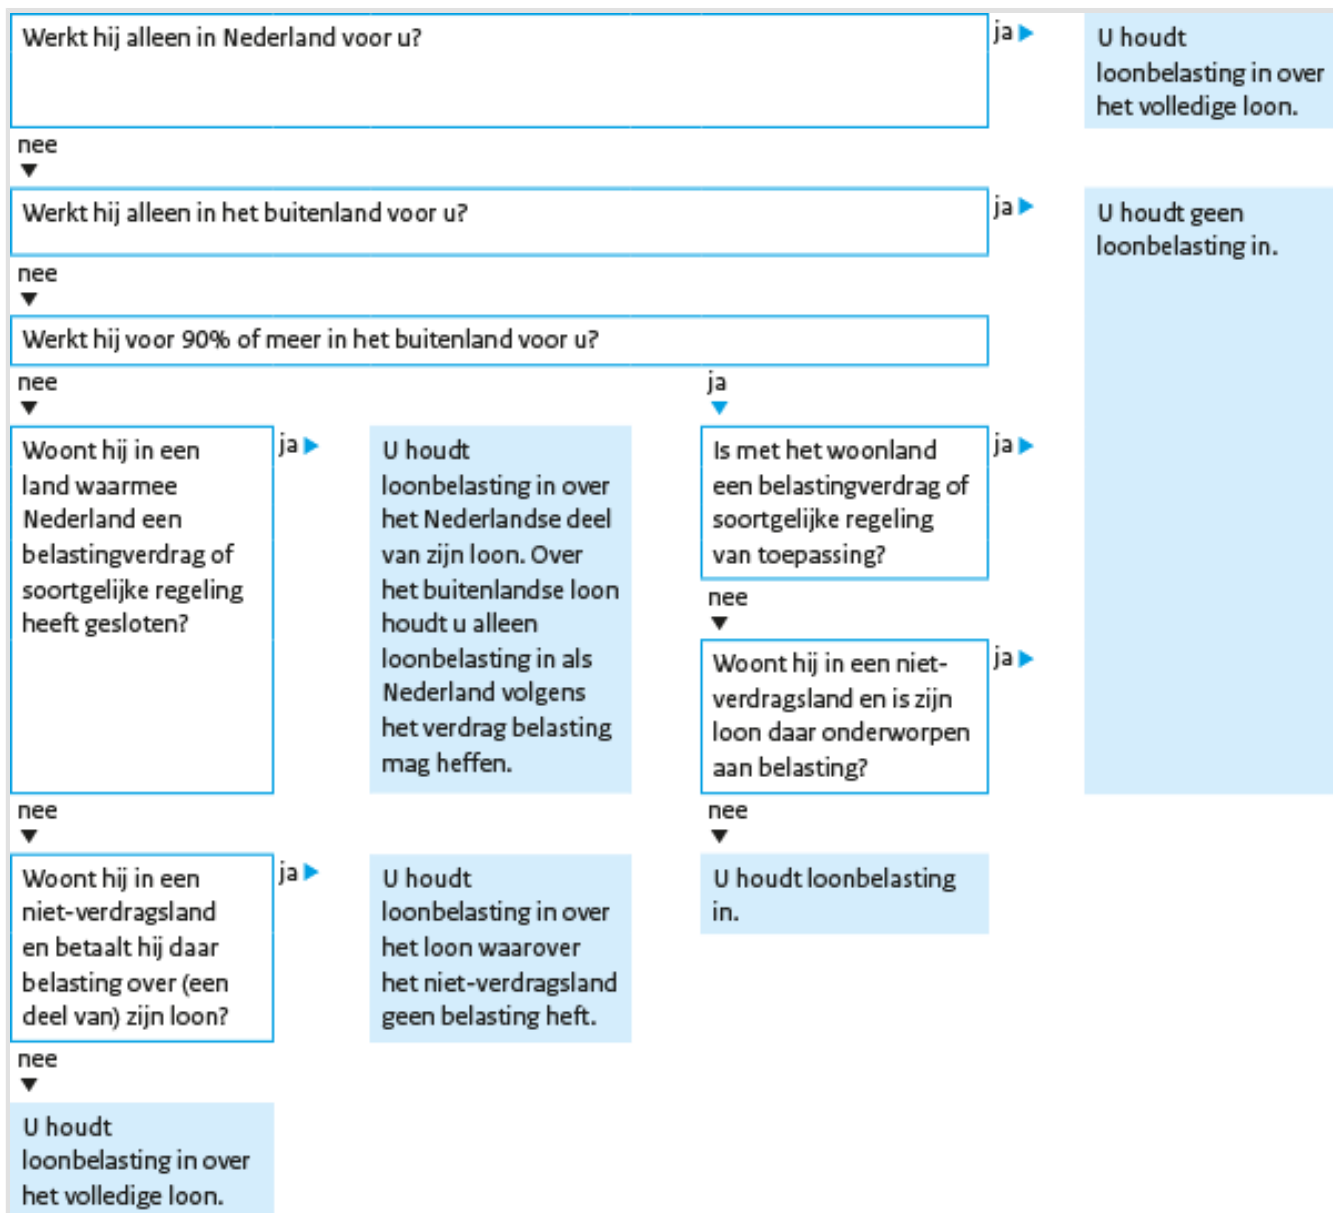 Werkt hij alleen in Nederland voor u?
ja
U houdt
loonbelasting in over
het volledige loon.
nee
Werkt hij alleen in het buitenland voor u?
ja
U houdt geen
loonbelasting in.
nee
Werkt hij voor 90% of meer in het buitenland voor u?
nee
ja
Woont hij in een
land waarmee
Nederland een
belastingverdrag of
soortgelijke regeling
heeft gesloten?
ja
U houdt
loonbelasting in over
het Nederlandse deel
van zijn loon. Over
het buitenlandse loon
houdt u alleen
loonbelasting in als
Nederland volgens
het verdrag belasting
mag heffen.
Is met het woonland
een belastingverdrag of
soortgelijke regeling
van toepassing?
ja
nee
Woont hij in een niet-
verdragsland en is zijn
loon daar onderworpen
aan belasting?
ja
nee
nee
Woont hij in een
niet-verdragsland
en betaalt hij daar
belasting over (een
deel van) zijn loon?
ja
U houdt
loonbelasting in over
het loon waarover
het niet-verdragsland
geen belasting heft.
U houdt loonbelasting
in.
nee
U houdt
loonbelasting in over
het volledige loon.